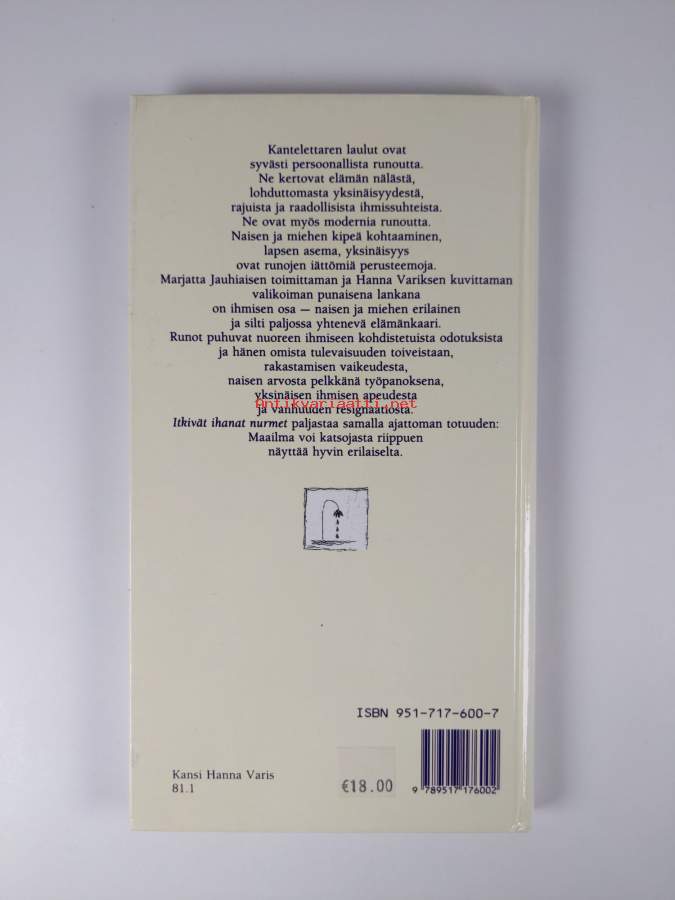 Kantelettaren laulut ovat
syvästi persoonallista runoutta.
Ne kertovat elämän nälästä,
lohduttomasta yksinäisyydestä,
rajuista ja raadollisista ihmissuhteista.
Ne ovat myös modernia runoutta.
Naisen ja miehen kipeä kohtaaminen,
lapsen asema, yksinäisyys
ovat runojen iättömiä perusteemoja.
Marjatta Jauhiaisen toimittaman ja Hanna Variksen kuvittaman
valikoiman punaisena lankana
on ihmisen osa — naisen ja miehen erilainen
ja silti paljossa yhtenevä elämänkaari.
Runot puhuvat nuoreen ihmiseen kohdistetuista odotuksista
ja hänen omista tulevaisuuden toiveistaan,
rakastamisen vaikeudesta,
naisen arvosta pelkkänä työpanoksena,
yksinäisen ihmisen apeudesta
Antikvariaatti.net
ja vanhuuden resignaatiosta.
Itkivät ihanat nurmet paljastaa samalla ajattoman totuuden:
Maailma voi katsojasta riippuen
näyttää hyvin erilaiselta.
ISBN 951-717-600-7
Kansi Hanna Varis
81.1
€18.00
9 789517 176002